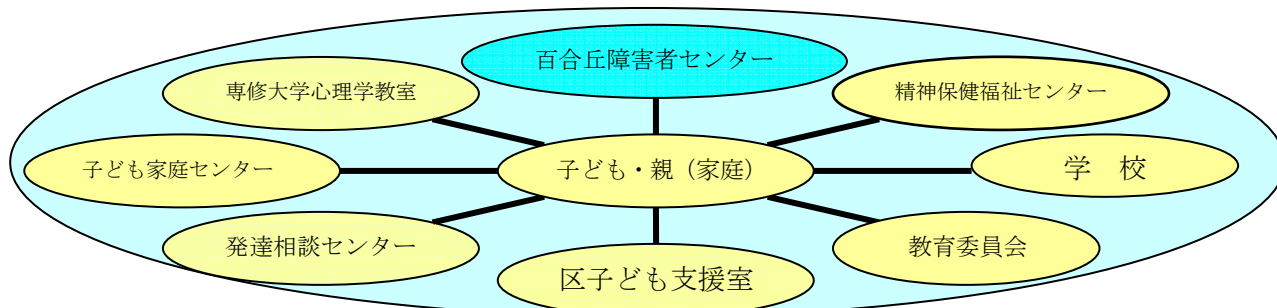 百合丘障害者センター
専修大学心理学教室
精神保健福祉センター
子ども家庭センター
子ども・親（家庭）
学　校
発達相談センター
教育委員会
区子ども支援室